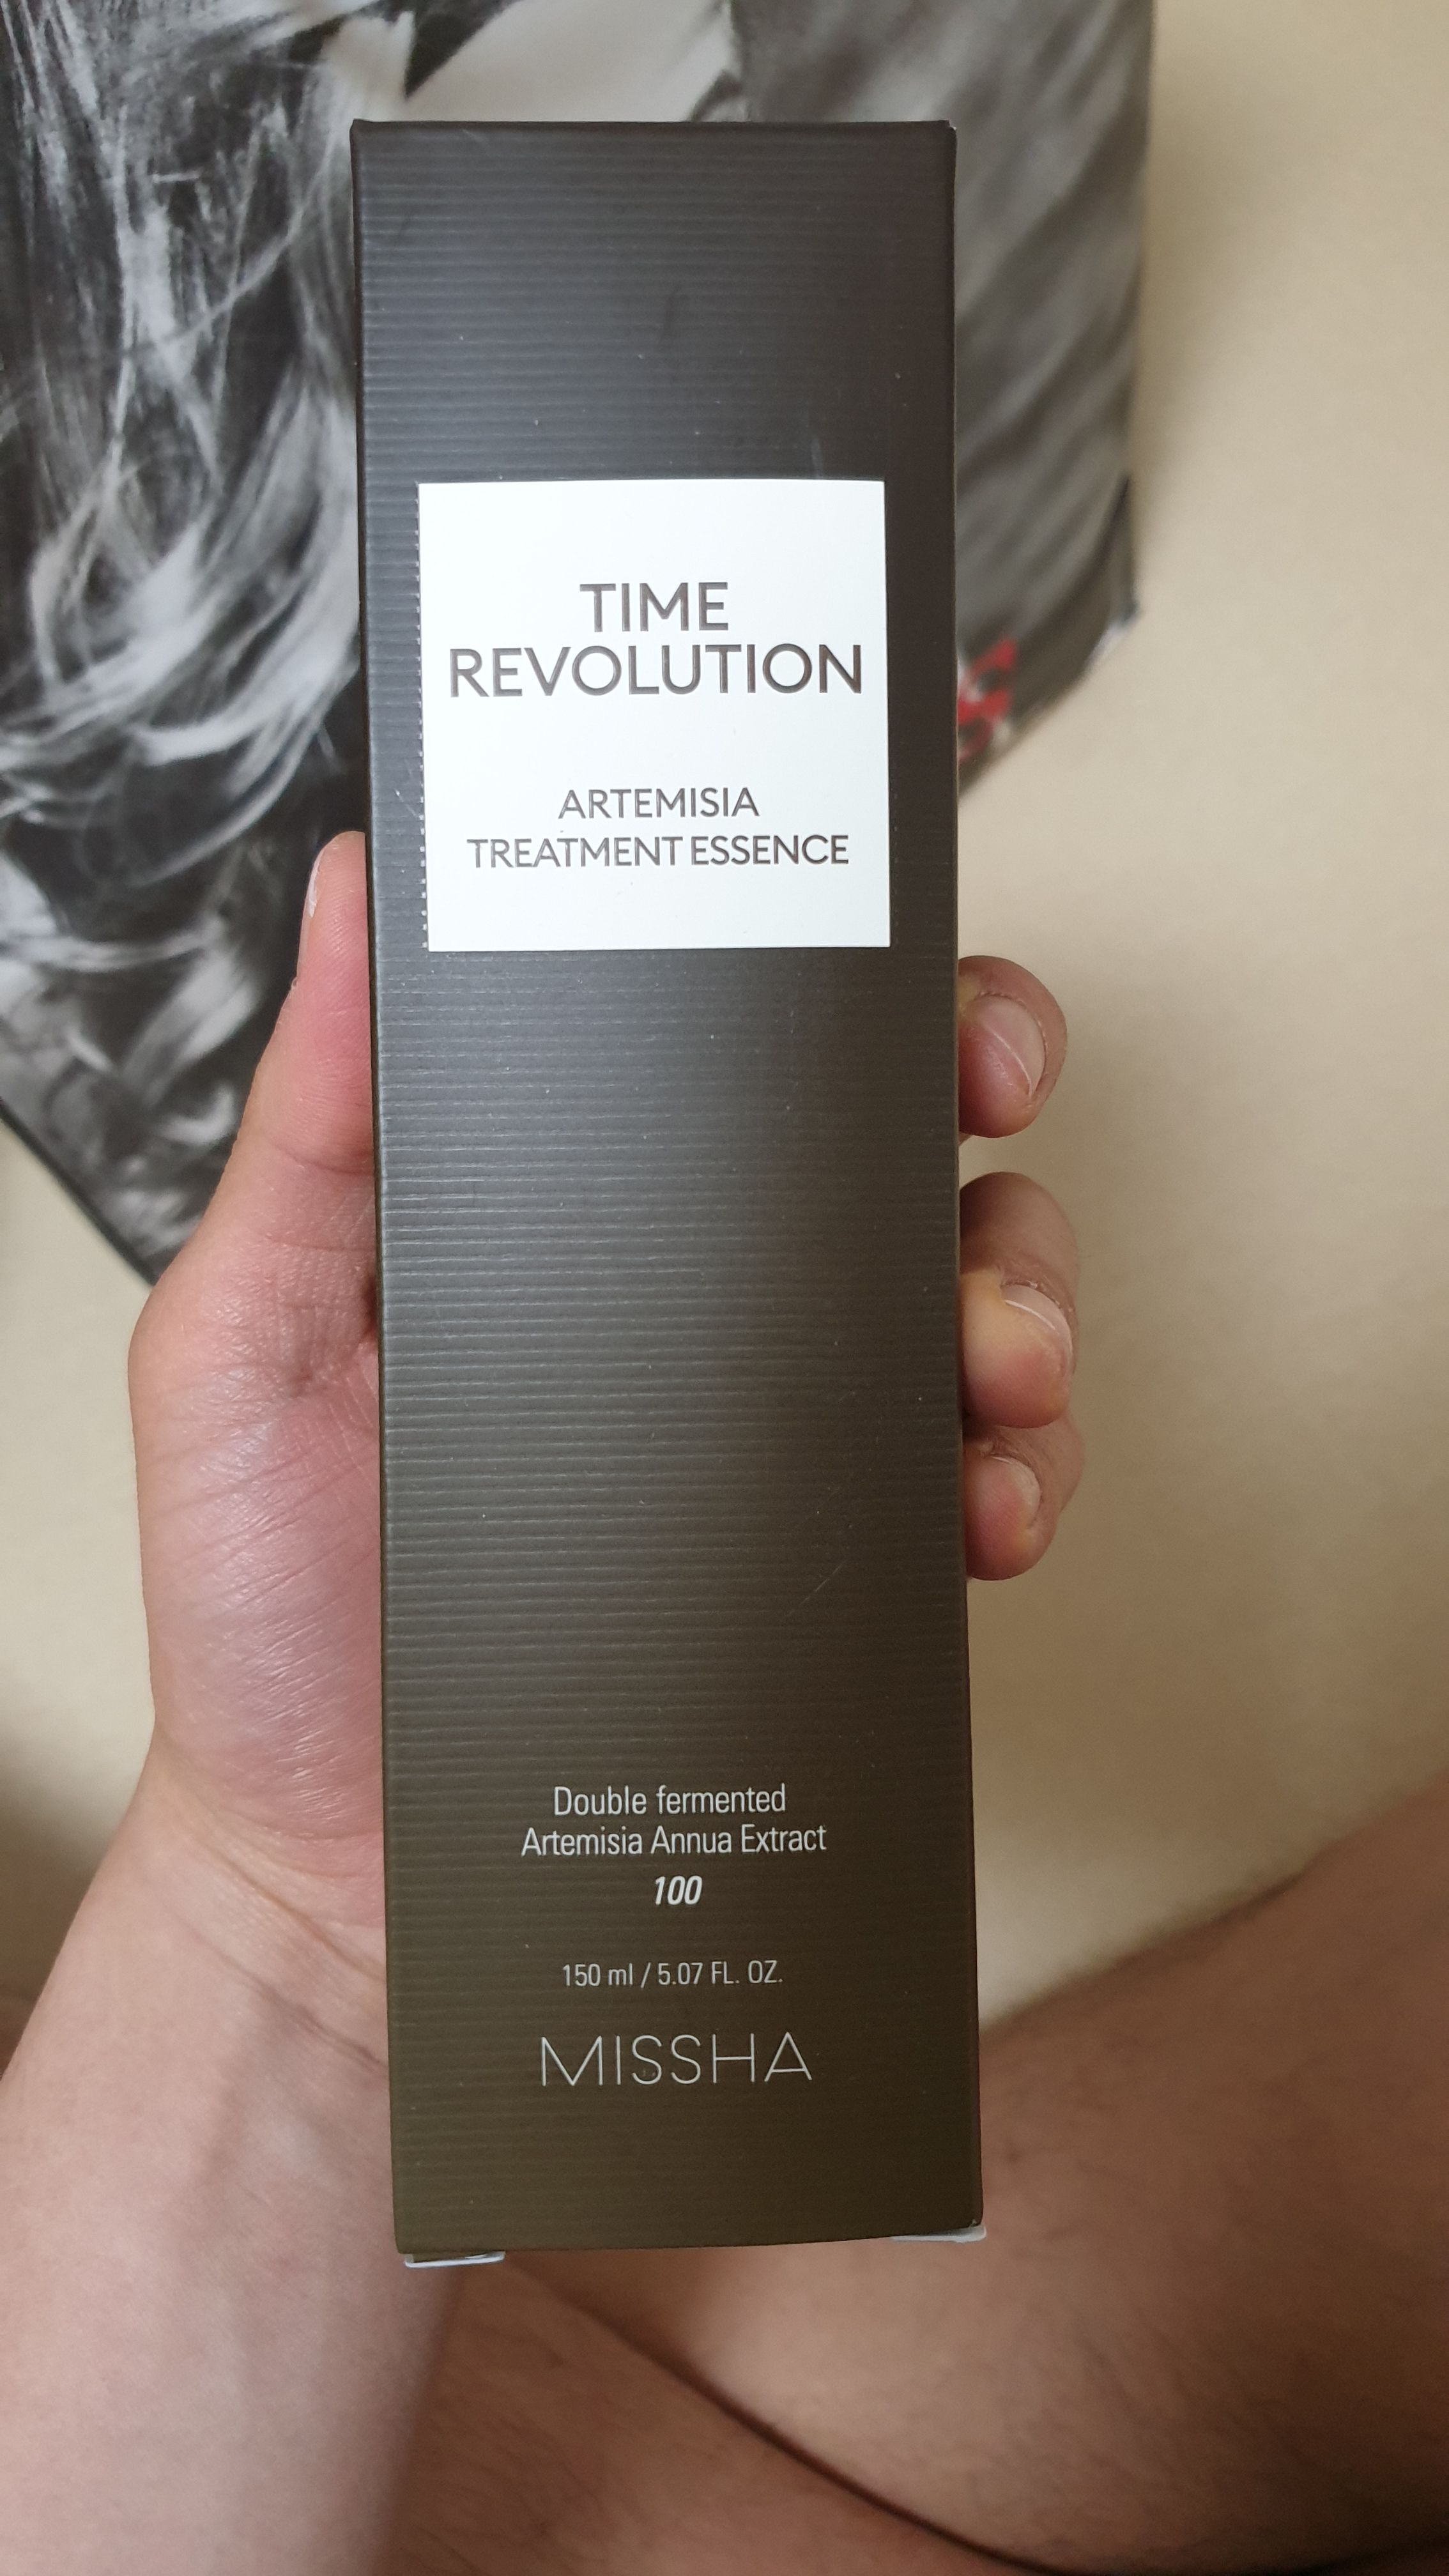 TIME
REVOLUTION
ARTEMISIA
TREATMENT ESSENCE
Double fermented
Artemisia Annua Extract
100
150 ml / 5.07 FL. OZ.
MISSHA